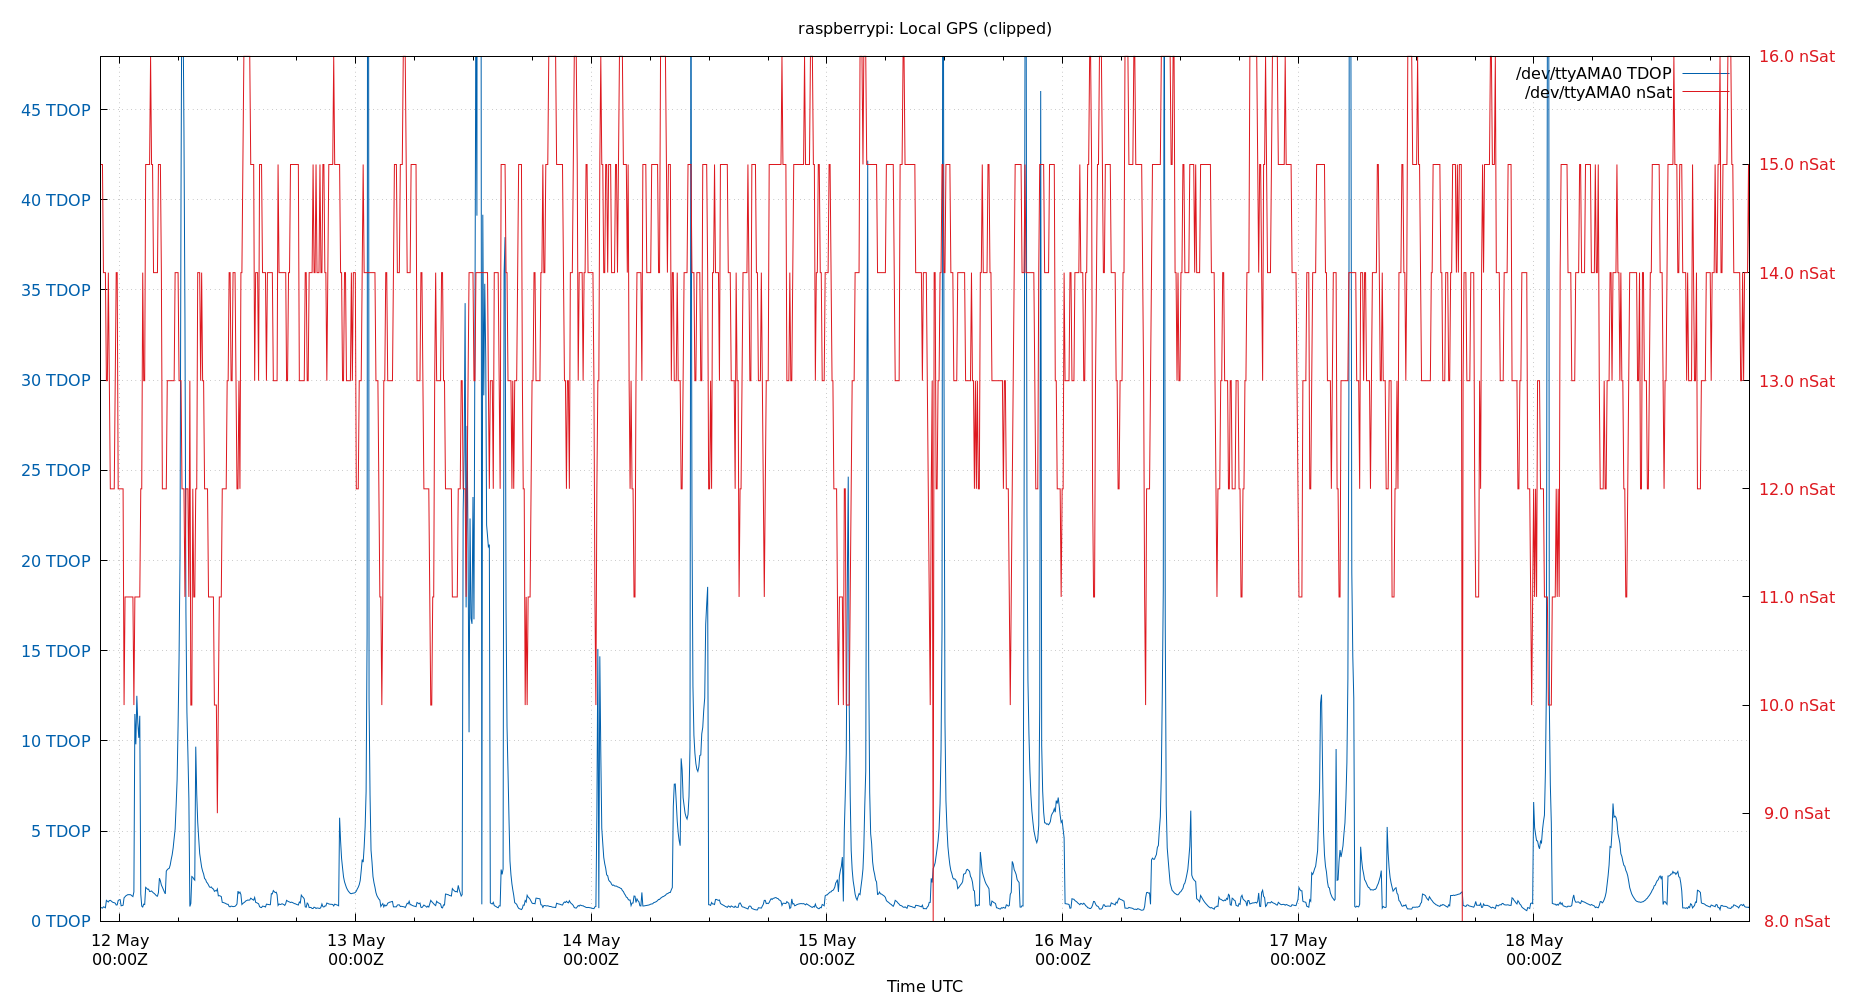 raspberrypi: Local GPS (clipped)
/dev/ttyAMA0 TDOP
/dev/ttyAMA0 nSat
45 TDOP
40 TDOP
35 TDOP
30 TDOP
25 TDOP
20 TDOP
15 TDOP
10 TDOP
5 TDOP
0 TDOP
16.0 nSat
15.0 nSat
14.0 nSat
13.0 nSat
12.0 nSat
11.0 nSat
10.0 nSat
9.0 nSat
8.0 nSat
12 May 13 May 14 May 15 May 16 May 17 May 18 May
00:00Z 00:00Z 00:00Z 00:00Z 00:00Z 00:00Z 00:00Z
Time UTC